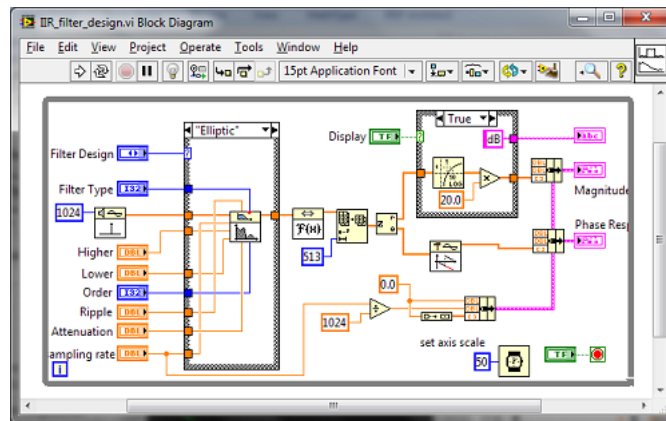 IIR_filter_design.vi Block Diagram
File Edit View Project Operate Tools Window Help
15pt Application Font
"Elliptic"
True
Display
TF
dB
abc
Filter Design
Filter Type
I32
LOG
20.0
Magnitude
1024
F(H)
513
Phase Resp
Higher
DBL
Lower
DBL
Order
I32
0.0
Ripple
DBL
1024
Attenuation
DBL
set axis scale
ampling rate
DBL
50
TF
i